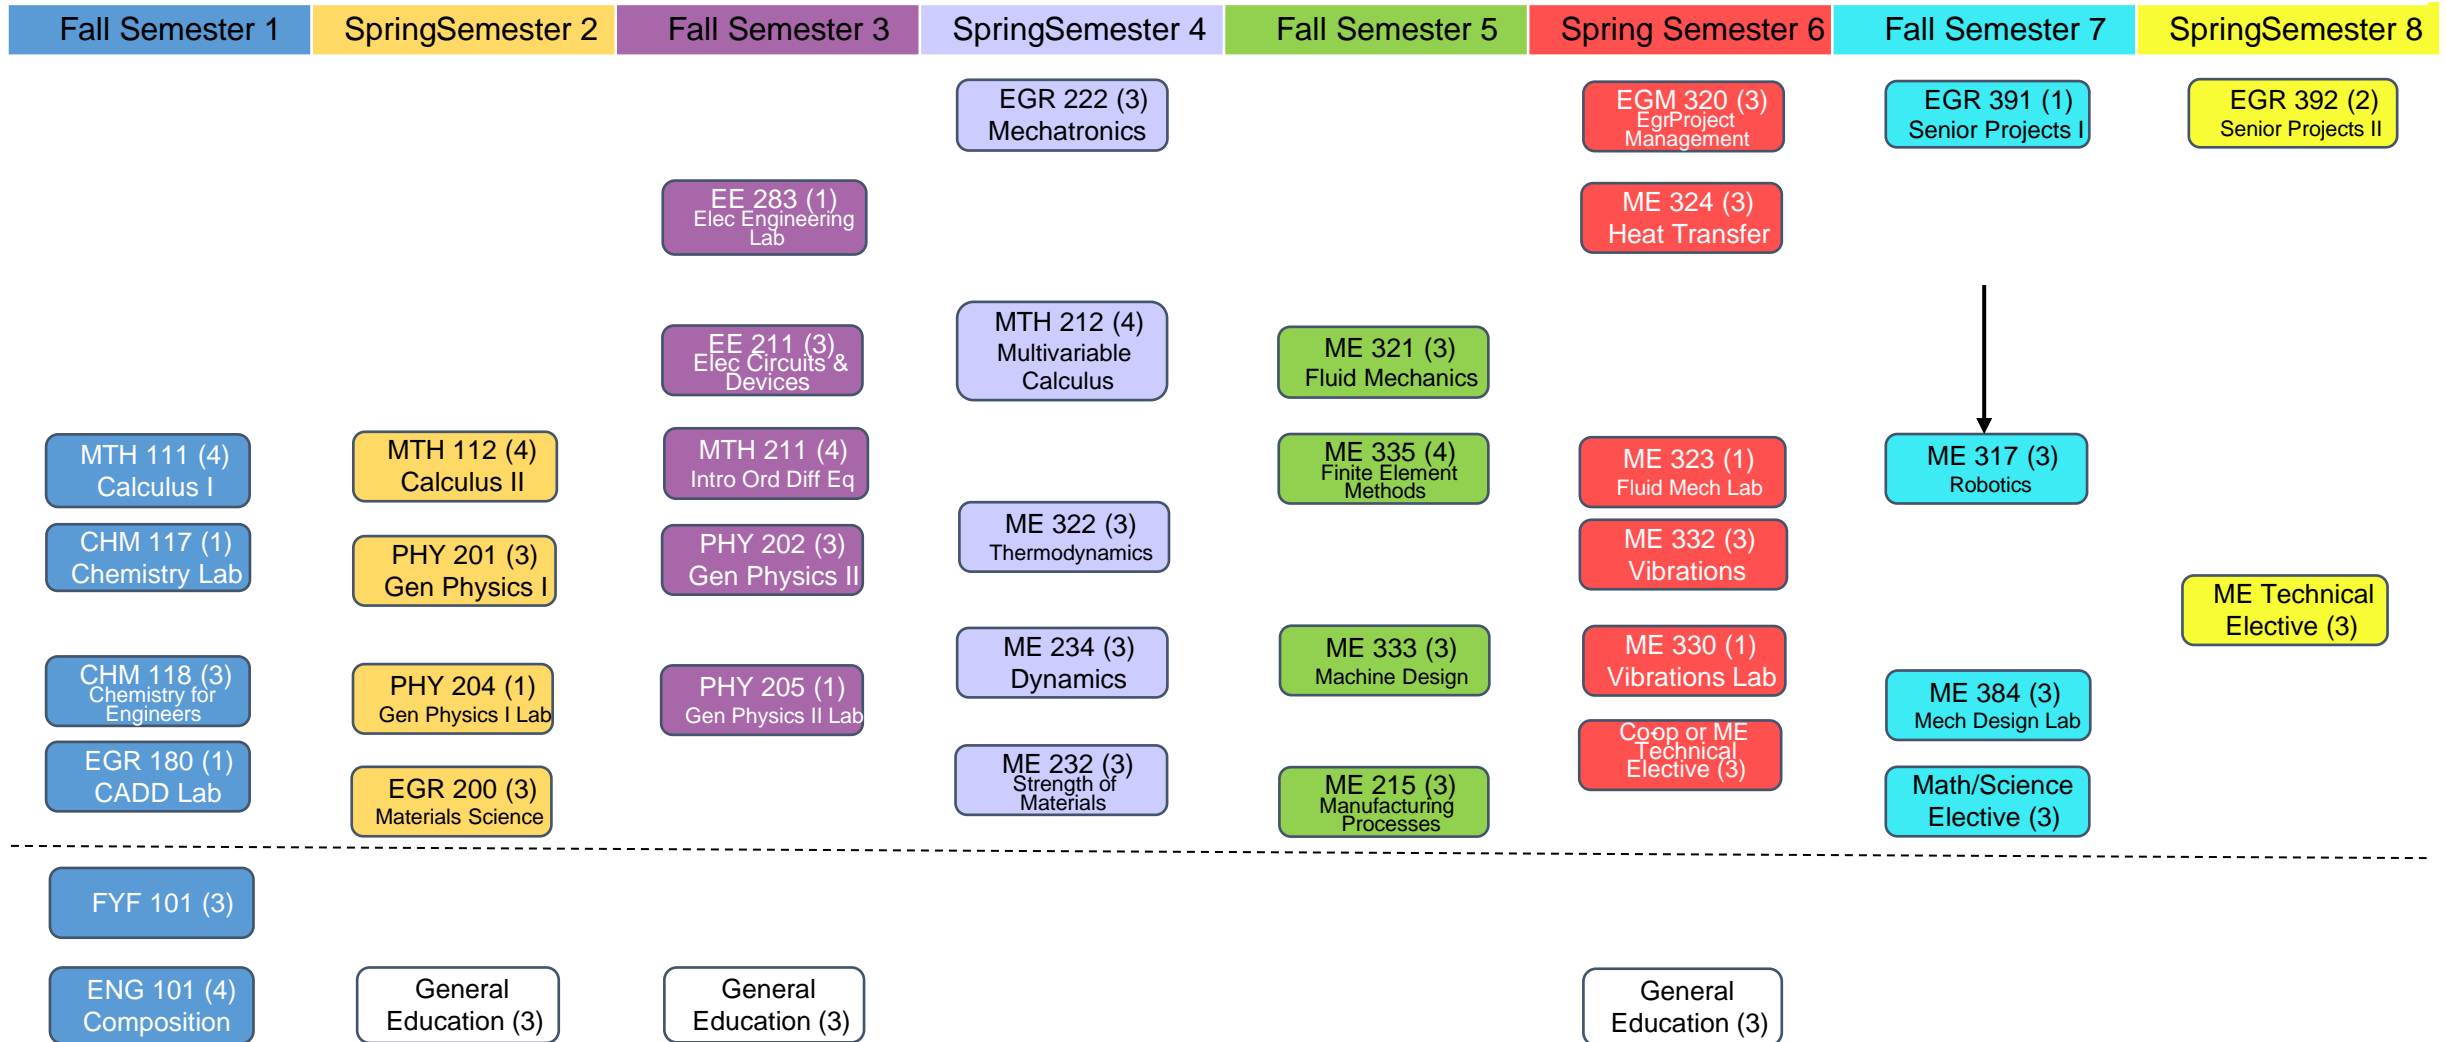 Fall Semester 1
SpringSemester 2
Fall Semester 3
SpringSemester 4
Fall Semester 5
Spring Semester 6
Fall Semester 7
SpringSemester 8
EGR 222 (3)
Mechatronics
EGM 320 (3)
EgrProject
Management
EGR 391 (1)
Senior Projects I
EGR 392 (2)
Senior Projects II
EE 283 (1)
Elec Engineering
Lab
ME 324 (3)
Heat Transfer
EE 211 (3)
Elec Circuits &
Devices
MTH 212 (4)
Multivariable
Calculus
ME 321 (3)
Fluid Mechanics
MTH 111 (4)
Calculus I
MTH 112 (4)
Calculus II
MTH 211 (4)
Intro Ord Diff Eq
ME 335 (4)
Finite Element
Methods
ME 323 (1)
Fluid Mech Lab
ME 317 (3)
Robotics
CHM 117 (1)
Chemistry Lab
PHY 201 (3)
Gen Physics I
PHY 202 (3)
Gen Physics II
ME 322 (3)
Thermodynamics
ME 332 (3)
Vibrations
ME Technical
Elective (3)
CHM 118 (3)
Chemistry for
Engineers
PHY 204 (1)
Gen Physics I Lab
PHY 205 (1)
Gen Physics II Lab
ME 234 (3)
Dynamics
ME 333 (3)
Machine Design
ME 330 (1)
Vibrations Lab
ME 384 (3)
Mech Design Lab
EGR 180 (1)
CADD Lab
EGR 200 (3)
Materials Science
ME 232 (3)
Strength of
Materials
ME 215 (3)
Manufacturing
Processes
Co-op or ME
Technical
Elective (3)
Math/Science
Elective (3)
FYF 101 (3)
ENG 101 (4)
Composition
General
Education (3)
General
Education (3)
General
Education (3)